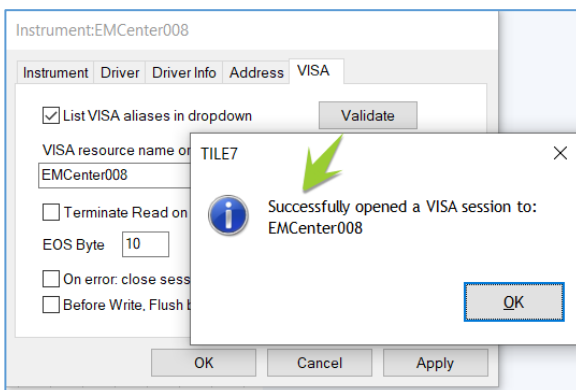 Instrument:EMCenter008
Instrument Driver Driver Info Address VISA
List VISA aliases in dropdown Validate
VISA resource name or
EMCenter008
Terminate Read on
EOS Byte 10
On error: close sess
Before Write, Flush
TILE7
Successfully opened a VISA session to:
EMCenter008
OK
OK Cancel Apply